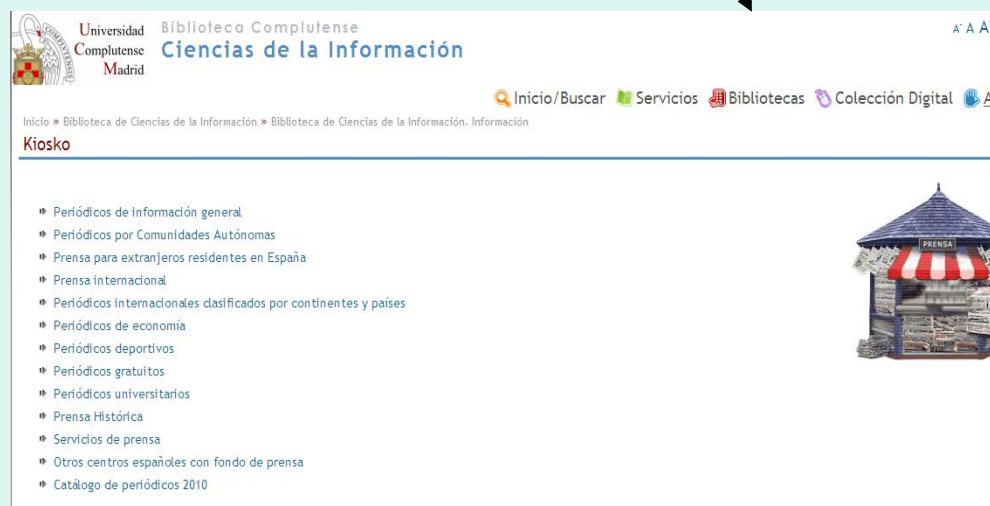 Universidad
Complutense
Madrid
Biblioteca Complutense
Ciencias de la Información
A- A A
Inicio/Buscar Servicios Bibliotecas Colección Digital A
Inicio » Biblioteca de Ciencias de la Información » Biblioteca de Ciencias de la Información. Información
Kiosko
Periódicos de información general
Periódicos por Comunidades Autónomas
Prensa para extranjeros residentes en España
Prensa internacional
Periódicos internacionales clasificados por continentes y países
Periódicos de economía
Periódicos deportivos
Periódicos gratuitos
Periódicos universitarios
Prensa Histórica
Servicios de prensa
Otros centros españoles con fondo de prensa
Catálogo de periódicos 2010
PRENSA